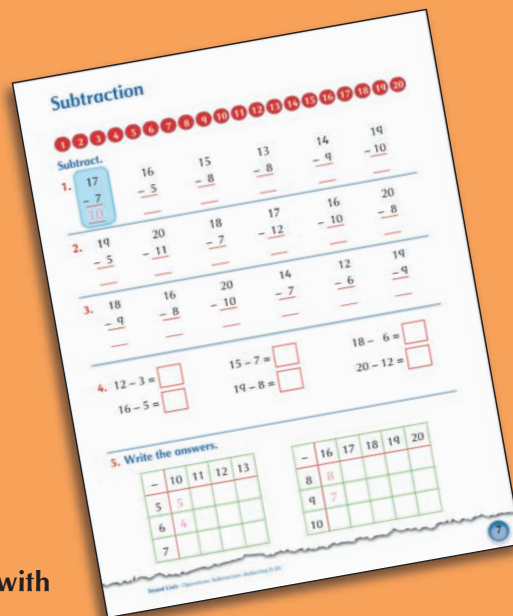 Subtraction
1 2 3 4 5 6 7 8 9 10 11 12 13 14 15 16 17 18 19 20
Subtract.
1. 17 16 15 13 14 19
– 7 – 5 – 8 – 8 – 9 – 10
10
2. 19 20 18 17 16 20
– 5 – 11 – 7 – 12 – 10 – 8
3. 18 16 20 14 12 19
– 9 – 8 – 10 – 7 – 6 – 9
4. 12 – 3 = 15 – 7 = 18 – 6 =
16 – 5 = 19 – 8 = 20 – 12 =
5. Write the answers.
– 10 11 12 13 – 16 17 18 19 20
5 5 8 8
6 4 9 7
7 10
Strand Unit: Operations: Subtraction
7
with